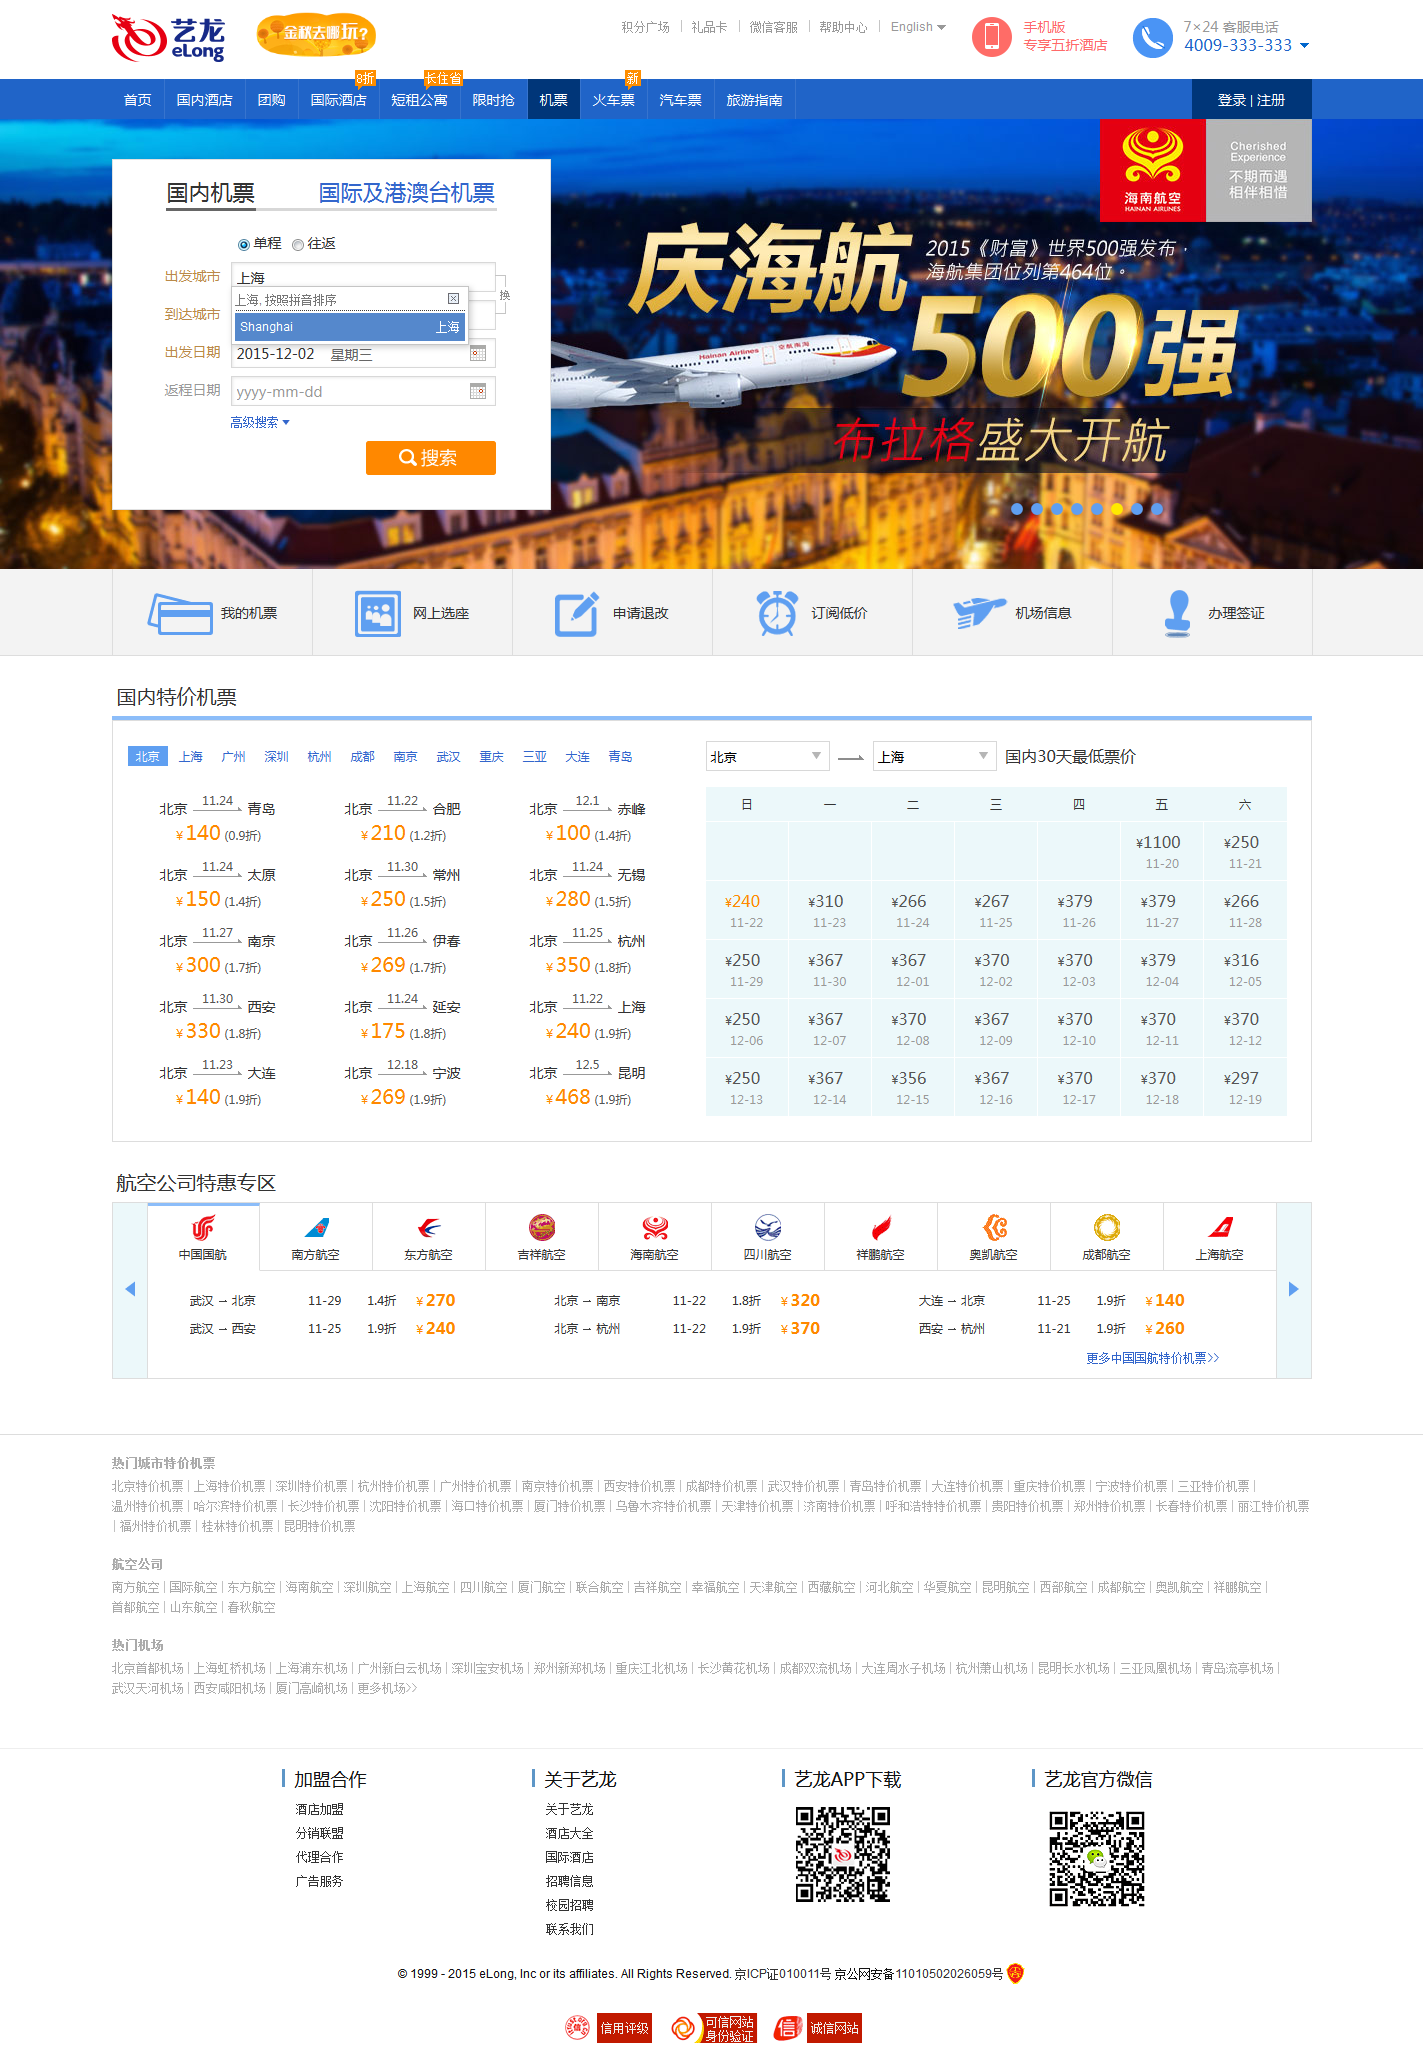 艺龙
eLong
金秋去哪玩?
积分广场 | 礼品卡 | 微信客服 | 帮助中心 | English
手机版
专享五折酒店
7×24 客服电话
4009-333-333
8折 长住省 新
首页 国内酒店 团购 国际酒店 短租公寓 限时抢 机票 火车票 汽车票 旅游指南 登录 | 注册
海南航空
HAINAN AIRLINES
Cherished
Experience
不期而遇
相伴相惜
国内机票 国际及港澳台机票
单程 往返
出发城市 上海
换
上海, 按照拼音排序
到达城市
Shanghai 上海
出发日期 2015-12-02 星期三
返程日期 yyyy-mm-dd
高级搜索
搜索
庆海航
2015《财富》世界500强发布，
海航集团位列第464位。
500强
Hainan Airlines
布拉格盛大开航
我的机票 网上选座 申请退改 订阅低价 机场信息 办理签证
国内特价机票
北京 上海 广州 深圳 杭州 成都 南京 武汉 重庆 三亚 大连 青岛
北京 11.24 青岛 北京 11.22 合肥 北京 12.1 赤峰
¥140 (0.9折) ¥210 (1.2折) ¥100 (1.4折)
北京 11.24 太原 北京 11.30 常州 北京 11.24 无锡
¥150 (1.4折) ¥250 (1.5折) ¥280 (1.5折)
北京 11.27 南京 北京 11.26 伊春 北京 11.25 杭州
¥300 (1.7折) ¥269 (1.7折) ¥350 (1.8折)
北京 11.30 西安 北京 11.24 延安 北京 11.22 上海
¥330 (1.8折) ¥175 (1.8折) ¥240 (1.9折)
北京 11.23 大连 北京 12.18 宁波 北京 12.5 昆明
¥140 (1.9折) ¥269 (1.9折) ¥468 (1.9折)
北京 上海 国内30天最低票价
日 一 二 三 四 五 六
¥1100 ¥250
11-20 11-21
¥240 ¥310 ¥266 ¥267 ¥379 ¥379 ¥266
11-22 11-23 11-24 11-25 11-26 11-27 11-28
¥250 ¥367 ¥367 ¥370 ¥370 ¥379 ¥316
11-29 11-30 12-01 12-02 12-03 12-04 12-05
¥250 ¥367 ¥370 ¥367 ¥370 ¥370 ¥370
12-06 12-07 12-08 12-09 12-10 12-11 12-12
¥250 ¥367 ¥356 ¥367 ¥370 ¥370 ¥297
12-13 12-14 12-15 12-16 12-17 12-18 12-19
航空公司特惠专区
中国国航 南方航空 东方航空 吉祥航空 海南航空 四川航空 祥鹏航空 奥凯航空 成都航空 上海航空
武汉 → 北京 11-29 1.4折 ¥270 北京 → 南京 11-22 1.8折 ¥320 大连 → 北京 11-25 1.9折 ¥140
武汉 → 西安 11-25 1.9折 ¥240 北京 → 杭州 11-22 1.9折 ¥370 西安 → 杭州 11-21 1.9折 ¥260
更多中国国航特价机票>>
热门城市特价机票
北京特价机票 | 上海特价机票 | 深圳特价机票 | 杭州特价机票 | 广州特价机票 | 南京特价机票 | 西安特价机票 | 成都特价机票 | 武汉特价机票 | 青岛特价机票 | 大连特价机票 | 重庆特价机票 | 宁波特价机票 | 三亚特价机票 |
温州特价机票 | 哈尔滨特价机票 | 长沙特价机票 | 沈阳特价机票 | 海口特价机票 | 厦门特价机票 | 乌鲁木齐特价机票 | 天津特价机票 | 济南特价机票 | 呼和浩特特价机票 | 贵阳特价机票 | 郑州特价机票 | 长春特价机票 | 丽江特价机票
| 福州特价机票 | 桂林特价机票 | 昆明特价机票
航空公司
南方航空 | 国际航空 | 东方航空 | 海南航空 | 深圳航空 | 上海航空 | 四川航空 | 厦门航空 | 联合航空 | 吉祥航空 | 幸福航空 | 天津航空 | 西藏航空 | 河北航空 | 华夏航空 | 昆明航空 | 西部航空 | 成都航空 | 奥凯航空 | 祥鹏航空 |
首都航空 | 山东航空 | 春秋航空
热门机场
北京首都机场 | 上海虹桥机场 | 上海浦东机场 | 广州新白云机场 | 深圳宝安机场 | 郑州新郑机场 | 重庆江北机场 | 长沙黄花机场 | 成都双流机场 | 大连周水子机场 | 杭州萧山机场 | 昆明长水机场 | 三亚凤凰机场 | 青岛流亭机场 |
武汉天河机场 | 西安咸阳机场 | 厦门高崎机场 | 更多机场>>
加盟合作 关于艺龙 艺龙APP下载 艺龙官方微信
酒店加盟 关于艺龙
分销联盟 酒店大全
代理合作 国际酒店
广告服务 招聘信息
校园招聘
联系我们
© 1999 - 2015 eLong, Inc or its affiliates. All Rights Reserved. 京ICP证010011号 京公网安备11010502026059号
信用评级 可信网站 身份验证 信 诚信网站